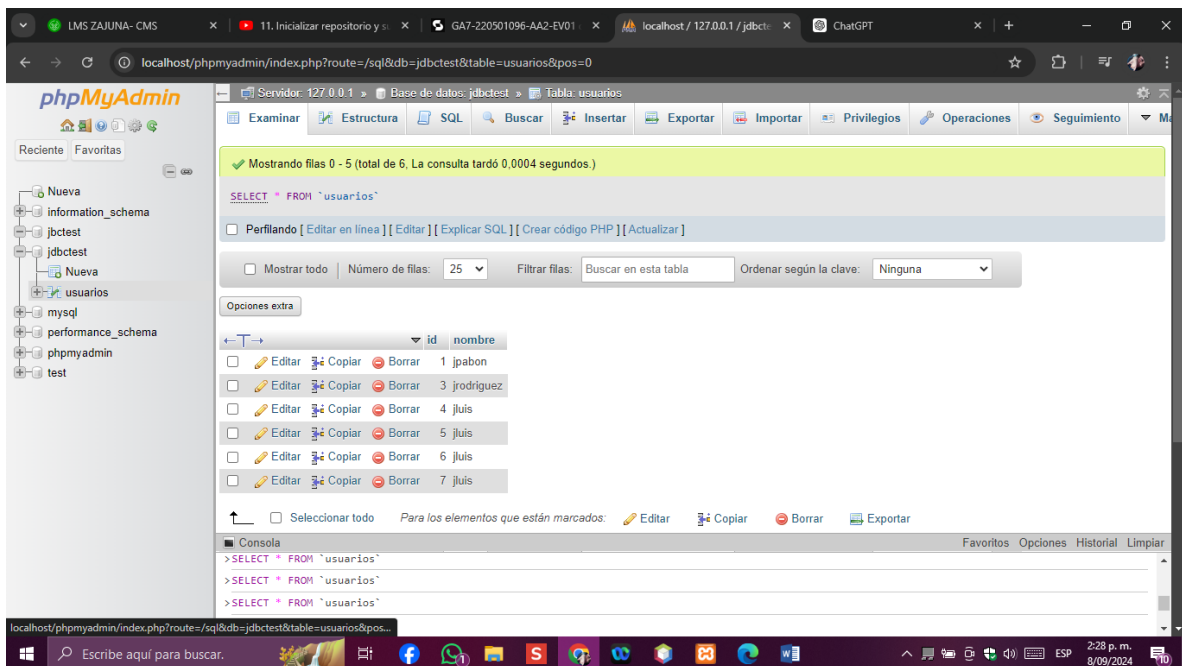 LMS ZAJUNA- CMS
11. Inicializar repositorio y su
GA7-220501096-AA2-EV01
localhost / 127.0.0.1 / jdbcte
ChatGPT
localhost/phpmyadmin/index.php?route=/sql&db=jdbctest&table=usuarios&pos=0
phpMyAdmin
Reciente Favoritas
Nueva
information_schema
jbctest
jdbctest
Nueva
usuarios
mysql
performance_schema
phpmyadmin
test
Servidor: 127.0.0.1 » Base de datos: jdbctest » Tabla: usuarios
Examinar Estructura SQL Buscar Insertar Exportar Importar Privilegios Operaciones Seguimiento
Mostrando filas 0 - 5 (total de 6, La consulta tardó 0,0004 segundos.)
SELECT * FROM `usuarios`
Perfilando [ Editar en línea ] [ Editar ] [ Explicar SQL ] [ Crear código PHP ] [ Actualizar ]
Mostrar todo | Número de filas: 25 Filtrar filas: Buscar en esta tabla Ordenar según la clave: Ninguna
Opciones extra
id nombre
Editar Copiar Borrar 1 jpabon
Editar Copiar Borrar 3 jrodriguez
Editar Copiar Borrar 4 jluis
Editar Copiar Borrar 5 jluis
Editar Copiar Borrar 6 jluis
Editar Copiar Borrar 7 jluis
Seleccionar todo Para los elementos que están marcados: Editar Copiar Borrar Exportar
Consola Favoritos Opciones Historial Limpiar
>SELECT * FROM `usuarios`
>SELECT * FROM `usuarios`
>SELECT * FROM `usuarios`
localhost/phpmyadmin/index.php?route=/sql&db=jdbctest&table=usuarios&pos...
Escribe aquí para buscar.
ESP
2:28 p. m.
8/09/2024